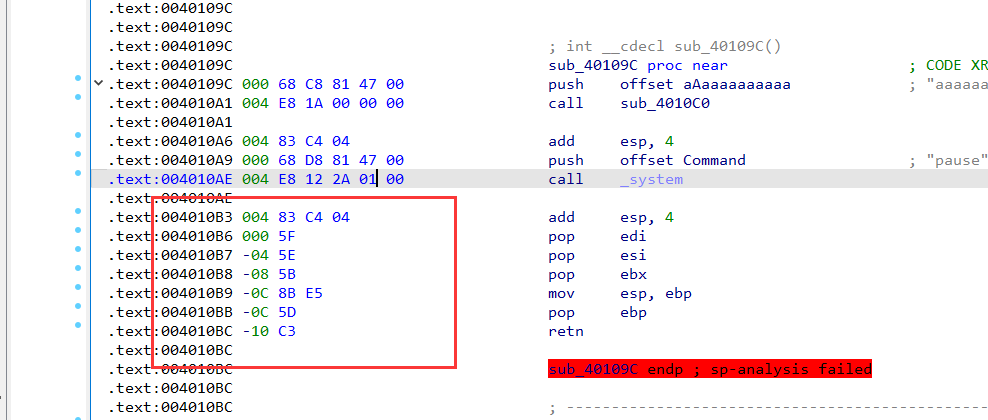 .text:0040109C
.text:0040109C
.text:0040109C ; int __cdecl sub_40109C()
.text:0040109C sub_40109C proc near ; CODE XR
.text:0040109C 000 68 C8 81 47 00 push offset aAaaaaaaaaaa ; "aaaaaa
.text:004010A1 004 E8 1A 00 00 00 call sub_4010C0
.text:004010A1
.text:004010A6 004 83 C4 04 add esp, 4
.text:004010A9 000 68 D8 81 47 00 push offset Command ; "pause"
.text:004010AE 004 E8 12 2A 01 00 call _system
.text:004010AE
.text:004010B3 004 83 C4 04 add esp, 4
.text:004010B6 000 5F pop edi
.text:004010B7 -04 5E pop esi
.text:004010B8 -08 5B pop ebx
.text:004010B9 -0C 8B E5 mov esp, ebp
.text:004010BB -0C 5D pop ebp
.text:004010BC -10 C3 retn
.text:004010BC
.text:004010BC sub_40109C endp ; sp-analysis failed
.text:004010BC
.text:004010BC ; -----------------------------------------------